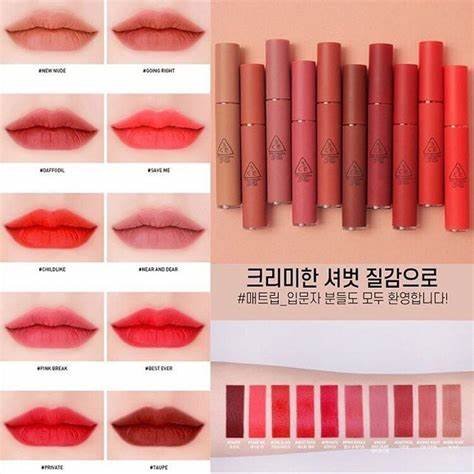 #NEW NUDE
#GOING RIGHT
#DAFFODIL
#SAVE ME
#CHILDLIKE
#NEAR AND DEAR
#PINK BREAK
#BEST EVER
#PRIVATE
#TAUPE
크리미한 셔벗 질감으로
#매트립_입문자 분들도 모두 환영합니다!